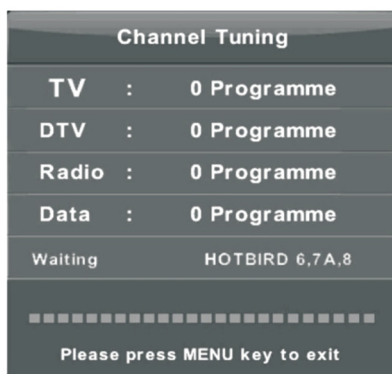 Channel Tuning
TV : 0 Programme
DTV : 0 Programme
Radio : 0 Programme
Data : 0 Programme
Waiting HOTBIRD 6,7A,8
Please press MENU key to exit